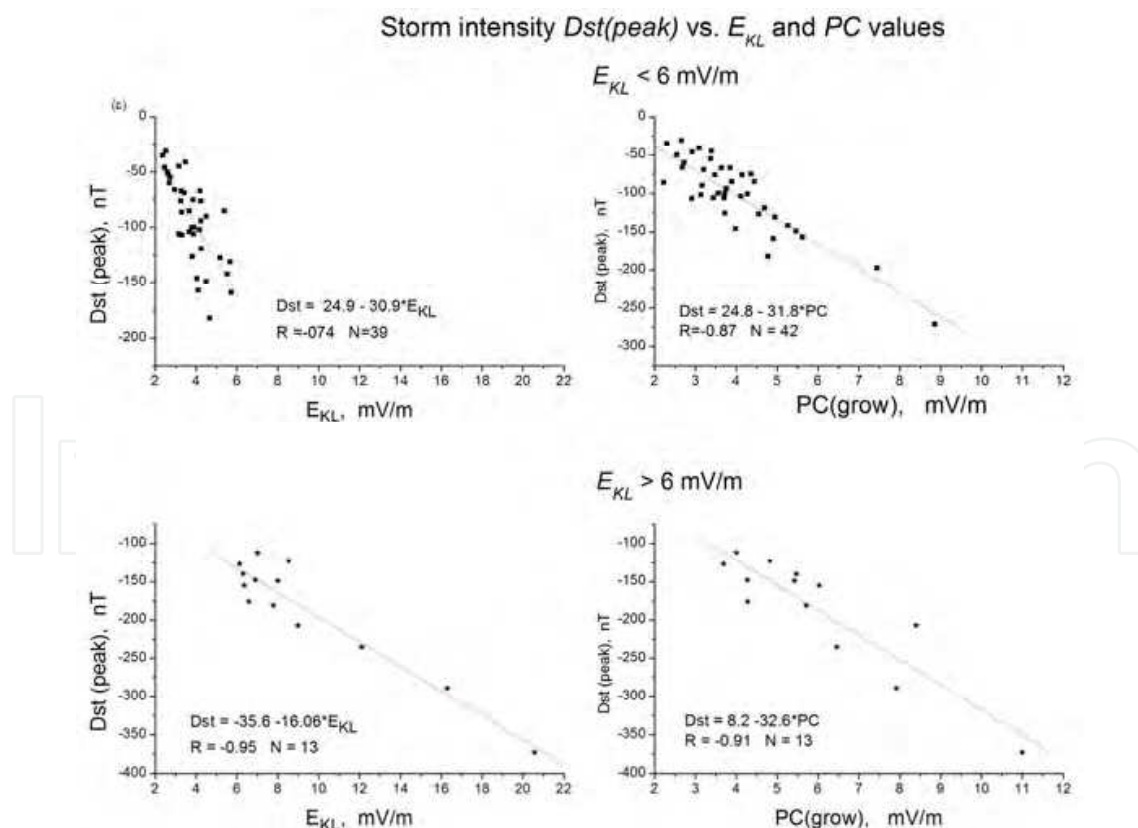 Storm intensity Dst(peak) vs. E_KL and PC values
E_KL < 6 mV/m
(c)
0
-50
-100
-150
-200
Dst (peak), nT
Dst = 24.9 - 30.9*E_KL
R =-074 N=39
2 4 6 8 10 12 14 16 18 20 22
E_KL, mV/m
0
-50
-100
-150
-200
-250
-300
Dst (peak), nT
Dst = 24.8 - 31.8*PC
R=-0.87 N = 42
2 3 4 5 6 7 8 9 10 11 12
PC(grow), mV/m
E_KL > 6 mV/m
-100
-150
-200
-250
-300
-350
-400
Dst (peak), nT
Dst = -35.6 -16.06*E_KL
R = -0.95 N = 13
2 4 6 8 10 12 14 16 18 20 22
E_KL, mV/m
-100
-150
-200
-250
-300
-350
-400
Dst (peak), nT
Dst = 8.2 -32.6*PC
R = -0.91 N = 13
2 3 4 5 6 7 8 9 10 11 12
PC(grow), mV/m